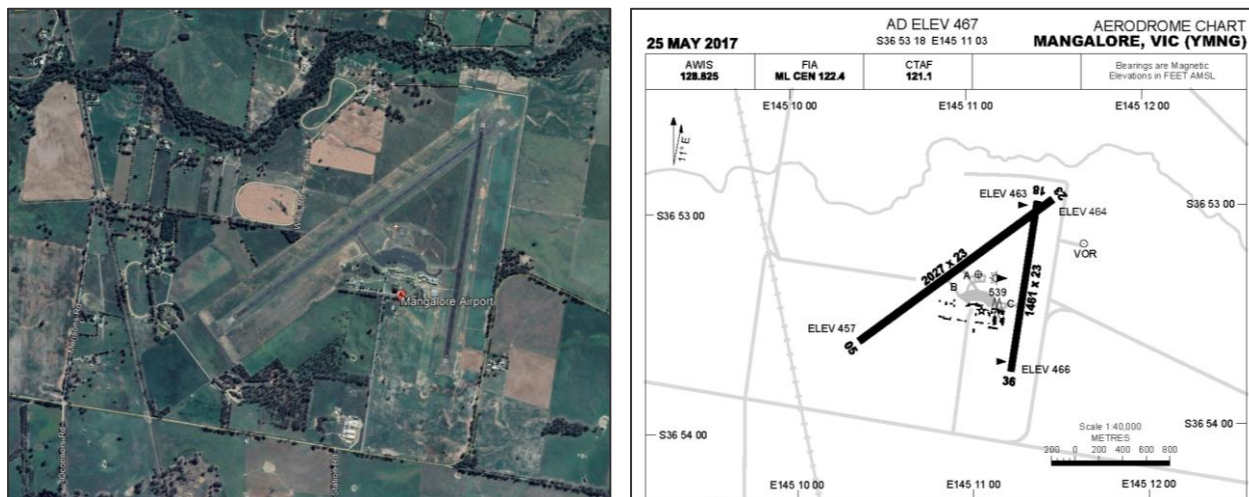 Mangalore Airport
AD ELEV 467
S36 53 18 E145 11 03
AERODROME CHART
25 MAY 2017
MANGALORE, VIC (YMNG)
AWIS
128.825
FIA
ML CEN 122.4
CTAF
121.1
Bearings are Magnetic
Elevations in FEET AMSL
E145 10 00
E145 11 00
E145 12 00
11° E
ELEV 463
18
23
ELEV 464
S36 53 00
S36 53 00
VOR
2027 x 23
A
B
539
C
1461 x 23
ELEV 457
05
ELEV 466
36
S36 54 00
S36 54 00
Scale 1:40,000
METRES
200 0 200 400 600 800
E145 10 00
E145 11 00
E145 12 00